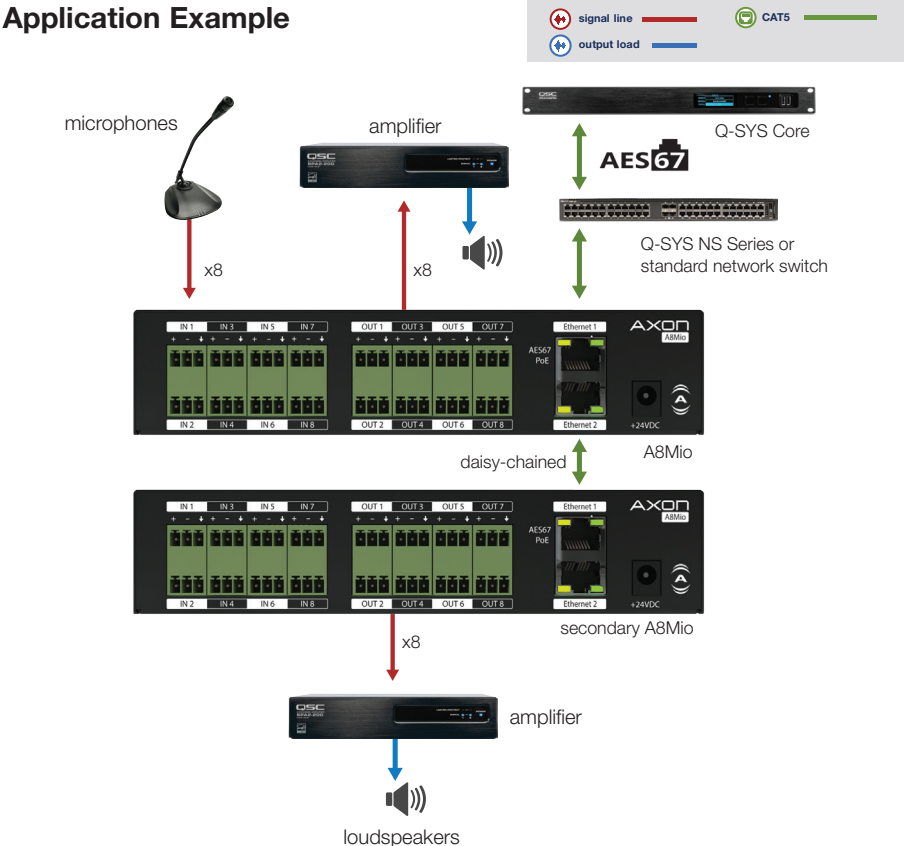 Application Example
signal line
CAT5
output load
microphones
amplifier
QSC
Q-SYS Core
AES67
QSC
Q-SYS NS Series or
standard network switch
x8
x8
IN 1 IN 3 IN 5 IN 7
OUT 1 OUT 3 OUT 5 OUT 7
Ethernet 1
AXON
A8Mio
+ - + - + - + -
+ - + - + - + -
AES67
PoE
A
IN 2 IN 4 IN 6 IN 8
OUT 2 OUT 4 OUT 6 OUT 8
Ethernet 2
+24VDC
A8Mio
daisy-chained
IN 1 IN 3 IN 5 IN 7
OUT 1 OUT 3 OUT 5 OUT 7
Ethernet 1
AXON
A8Mio
+ - + - + - + -
+ - + - + - + -
AES67
PoE
A
IN 2 IN 4 IN 6 IN 8
OUT 2 OUT 4 OUT 6 OUT 8
Ethernet 2
+24VDC
secondary A8Mio
x8
QSC
amplifier
loudspeakers